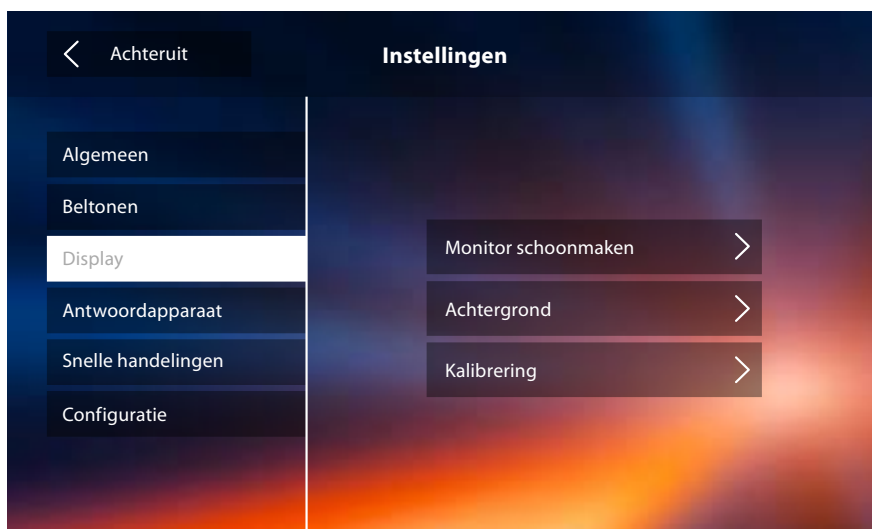 Achteruit
Instellingen
Algemeen
Beltonen
Display
Antwoordapparaat
Snelle handelingen
Configuratie
Monitor schoonmaken
Achtergrond
Kalibrering